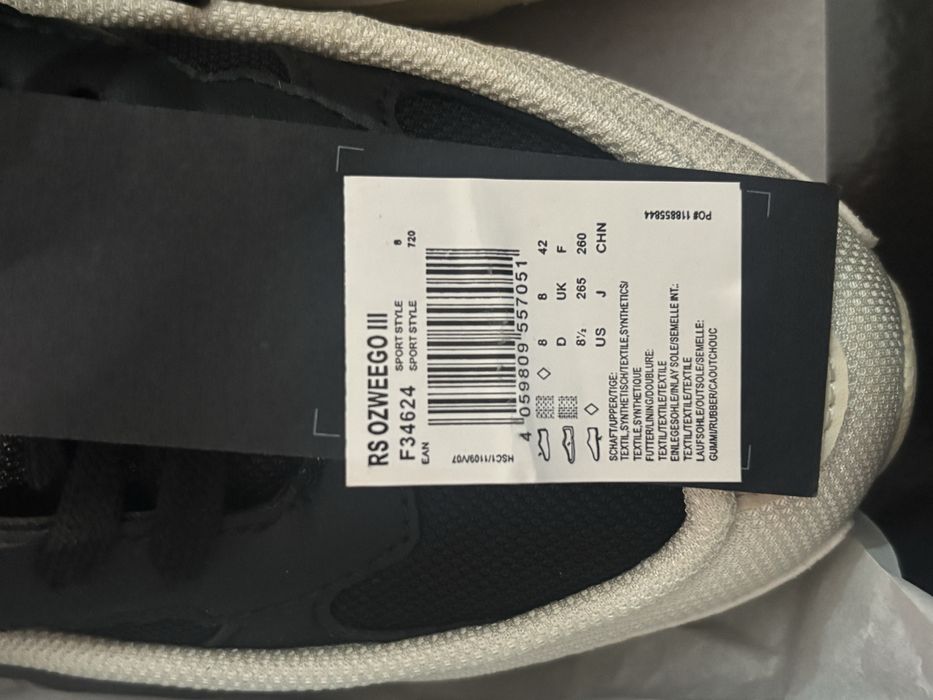 RS OZWEEGO III
F34624 SPORT STYLE 8
SPORT STYLE 720
EAN
4 059809 557051
HSC1/1109/V07
8 8 42
D UK F
8½ 265 260
US J CHN
SCHAFT/UPPER/TIGE:
TEXTIL,SYNTHETISCH/TEXTILE,SYNTHETICS/
TEXTILE,SYNTHETIQUE
FUTTER/LINING/DOUBLURE:
TEXTIL/TEXTILE/TEXTILE
EINLEGESOHLE/INLAY SOLE/SEMELLE INT.:
TEXTIL/TEXTILE/TEXTILE
LAUFSOHLE/OUTSOLE/SEMELLE:
GUMMI/RUBBER/CAOUTCHOUC
PO# 118855844